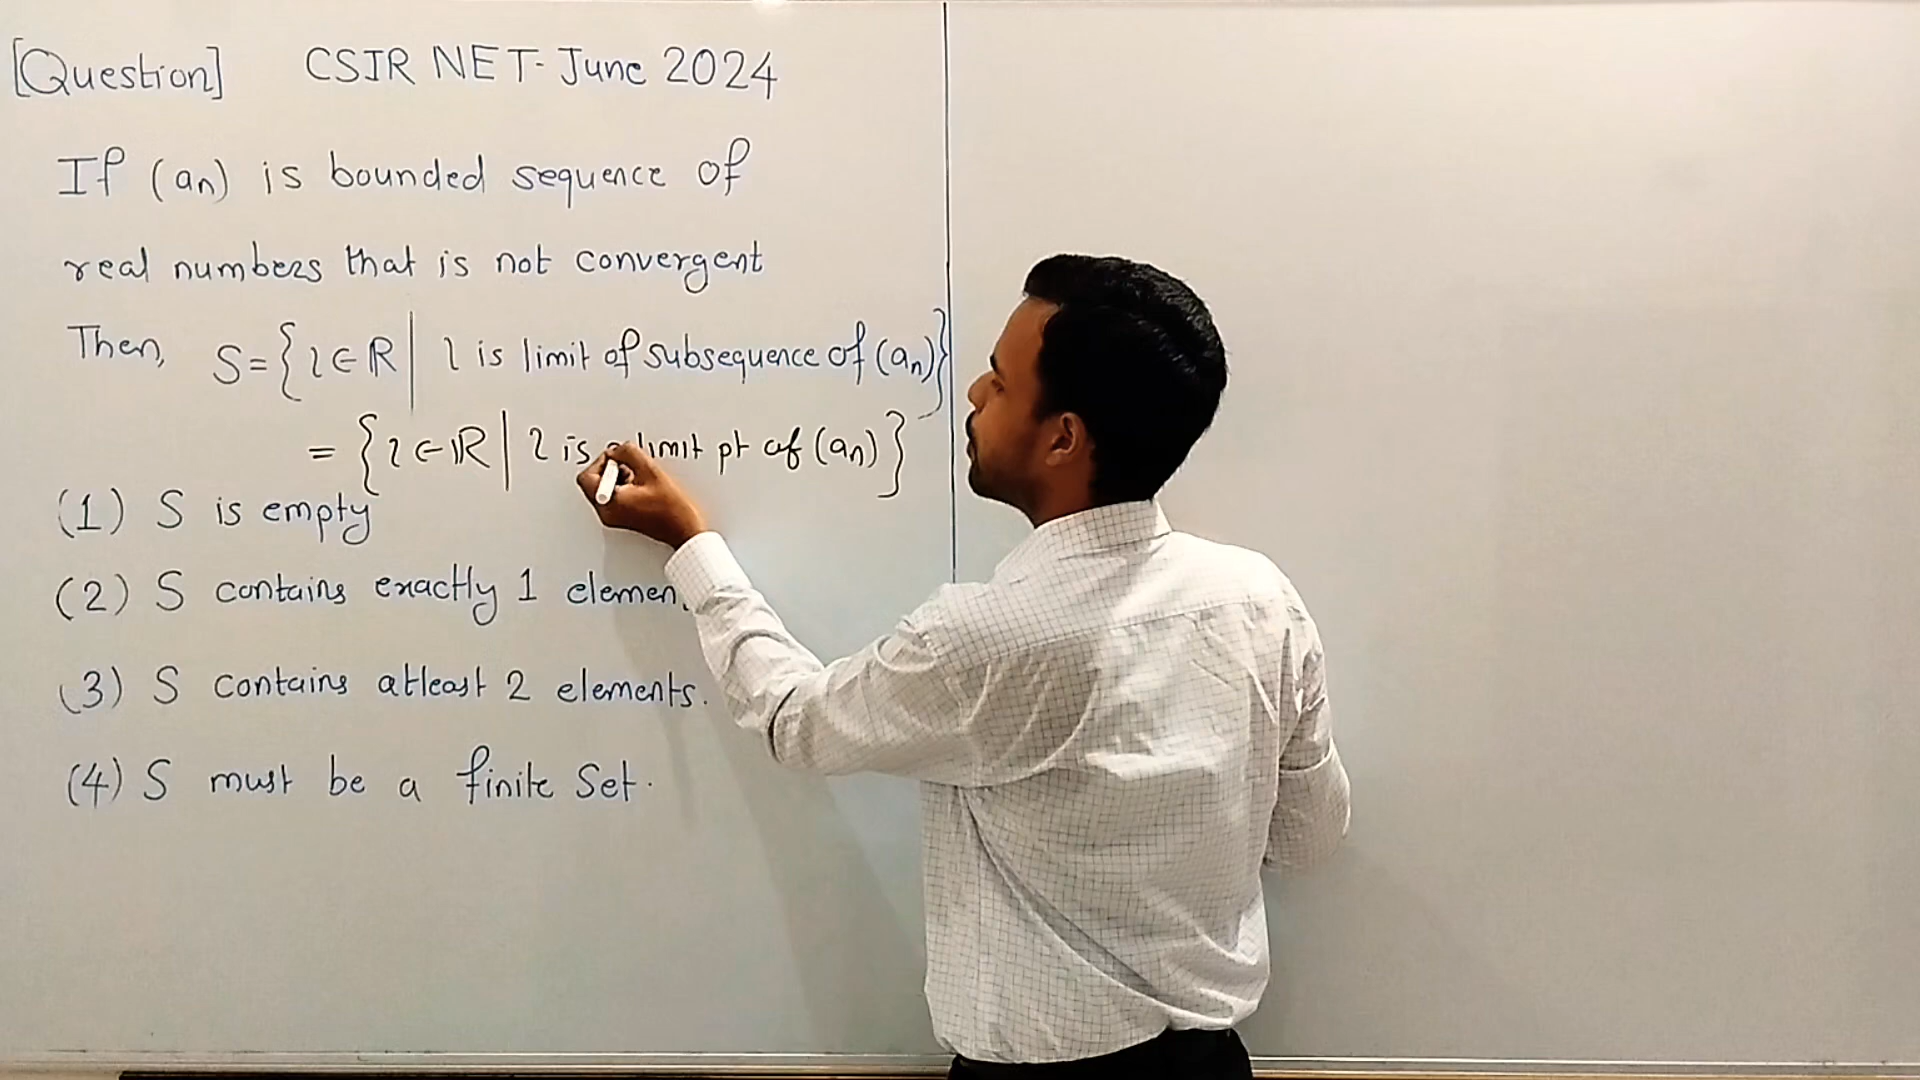 [Question] CSIR NET-June 2024
If (an) is bounded sequence of
real numbers that is not convergent
Then, S={l∈ℝ| l is limit of subsequence of (an)}
= {l∈ℝ| l is limit pt of (an)}
(1) S is empty
(2) S contains exactly 1 elemen
(3) S contains atleast 2 elements.
(4) S must be a finite set.